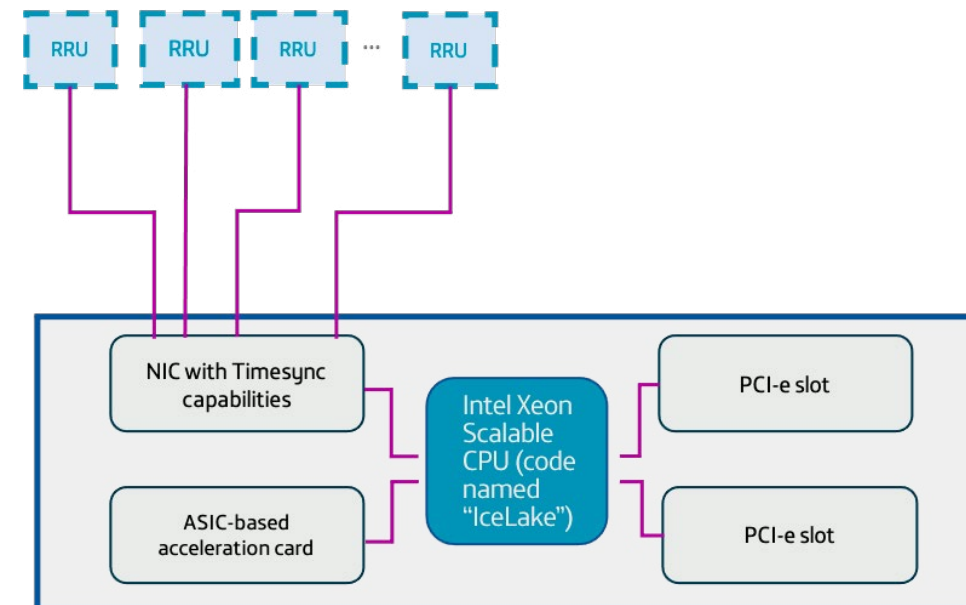 RRU
RRU
RRU
...
RRU
NIC with Timesync
capabilities
Intel Xeon
Scalable
CPU (code
named
“IceLake”)
PCI-e slot
ASIC-based
acceleration card
PCI-e slot